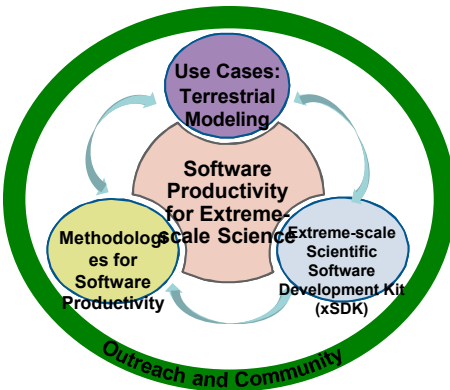 Use Cases:
Terrestrial
Modeling
Software
Productivity
for Extreme-
scale Science
Methodologi
es for
Software
Productivity
Extreme-scale
Scientific
Software
Development Kit
(xSDK)
Outreach and Community